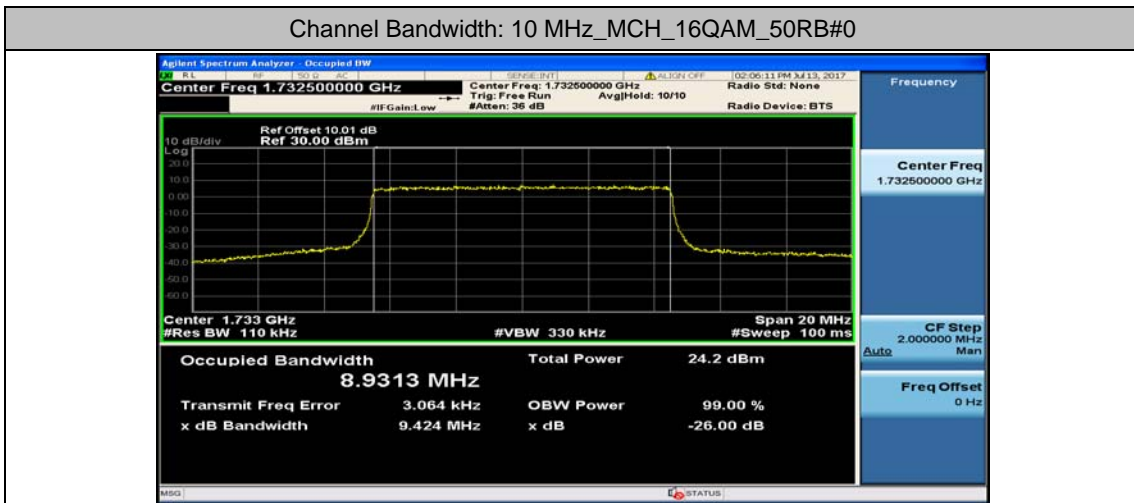 Channel Bandwidth: 10 MHz_MCH_16QAM_50RB#0
Agilent Spectrum Analyzer - Occupied BW
RL RF 50 Ω AC SENSE:INT ALIGN OFF 02:06:11 PM Jul 13, 2017
Center Freq 1.732500000 GHz
Center Freq: 1.732500000 GHz
Radio Std: None
Trig: Free Run Avg|Hold: 10/10
#IFGain:Low #Atten: 36 dB Radio Device: BTS
Ref Offset 10.01 dB
10 dB/div Ref 30.00 dBm
Log
20.0
10.0
0.00
-10.0
-20.0
-30.0
-40.0
-50.0
-60.0
Center 1.733 GHz Span 20 MHz
#Res BW 110 kHz #VBW 330 kHz #Sweep 100 ms
Occupied Bandwidth Total Power 24.2 dBm
8.9313 MHz
Transmit Freq Error 3.064 kHz OBW Power 99.00 %
x dB Bandwidth 9.424 MHz x dB -26.00 dB
MSG STATUS
Frequency
Center Freq
1.732500000 GHz
CF Step
2.000000 MHz
Auto Man
Freq Offset
0 Hz